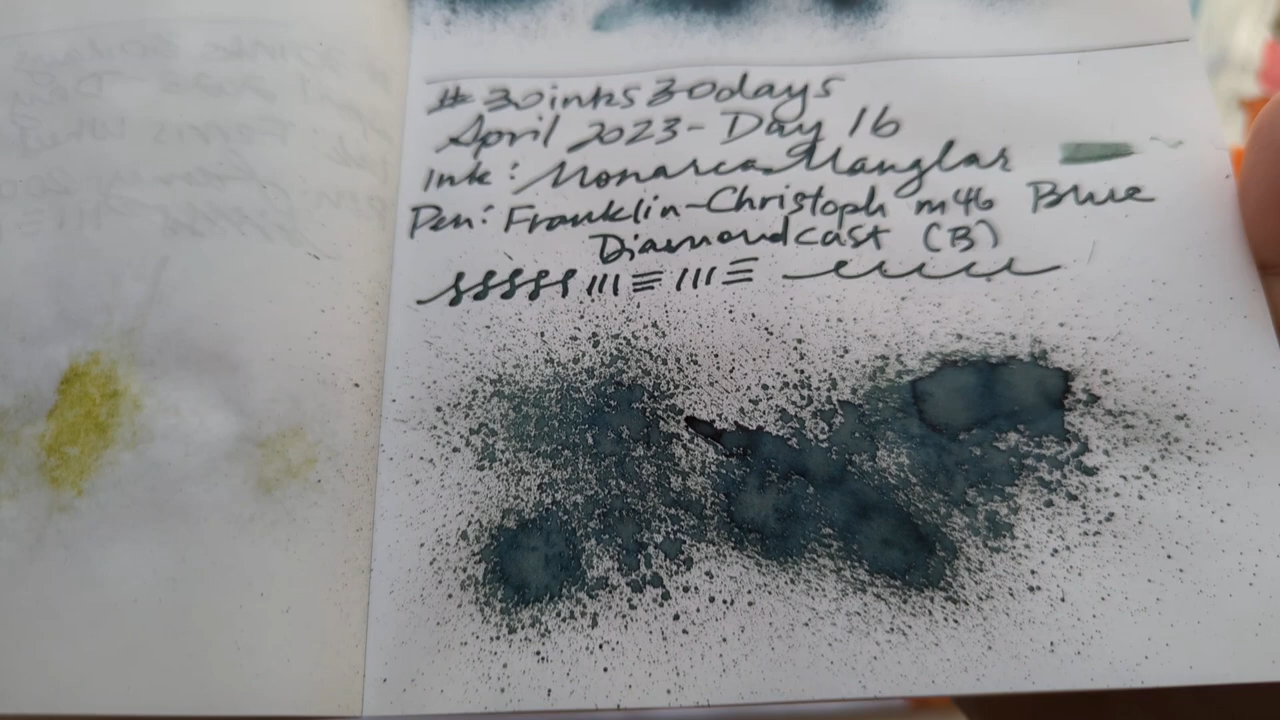 #30inks30days
April 2023 - Day 16
Ink: Monarca Manglar
Pen: Franklin-Christoph m46 Blue
Diamondcast (B)